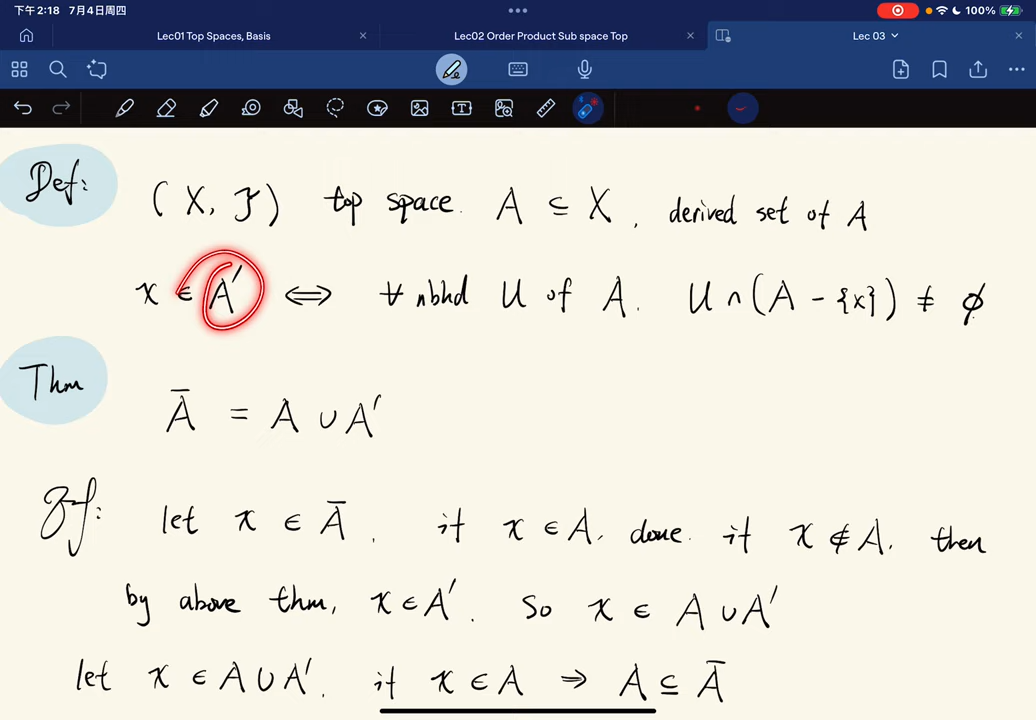 下午2:18 7月4日周四
100%
Lec01 Top Spaces, Basis
Lec02 Order Product Sub space Top
Lec 03
Def: (X, 𝒯) top space. A ⊆ X, derived set of A
x ∈ A′ ⟺ ∀ nbhd U of A. U ∩ (A - {x}) ≠ ∅
Thm
Ā = A ∪ A′
Pf: let x ∈ Ā. if x ∈ A, done. if x ∉ A, then
by above thm, x ∈ A′. So x ∈ A ∪ A′
let x ∈ A ∪ A′. if x ∈ A ⇒ A ⊆ Ā